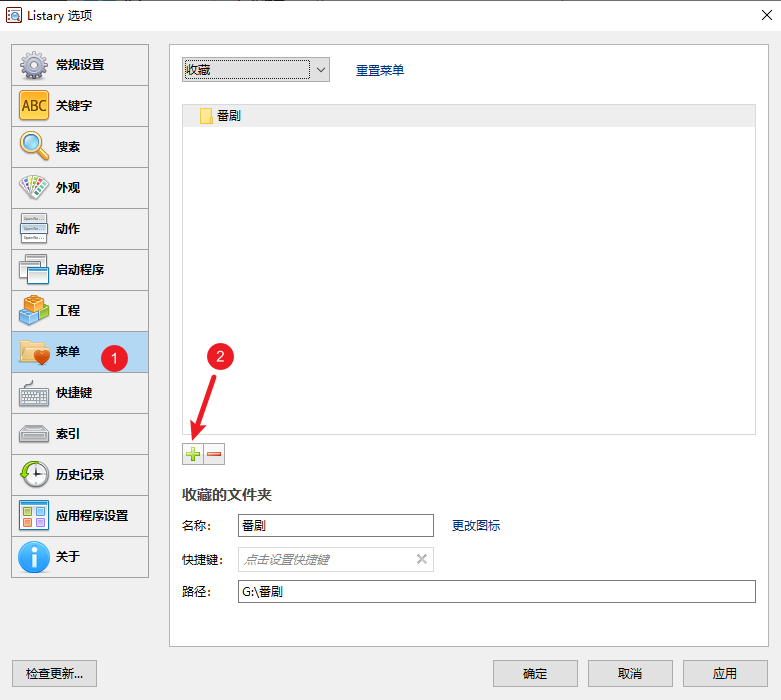 Listary 选项
常规设置
ABC
关键字
搜索
外观
动作
启动程序
工程
菜单
1
快捷键
索引
历史记录
应用程序设置
关于
收藏
重置菜单
番剧
2
收藏的文件夹
名称:
番剧
更改图标
快捷键:
点击设置快捷键
路径:
G:\番剧
检查更新...
确定
取消
应用